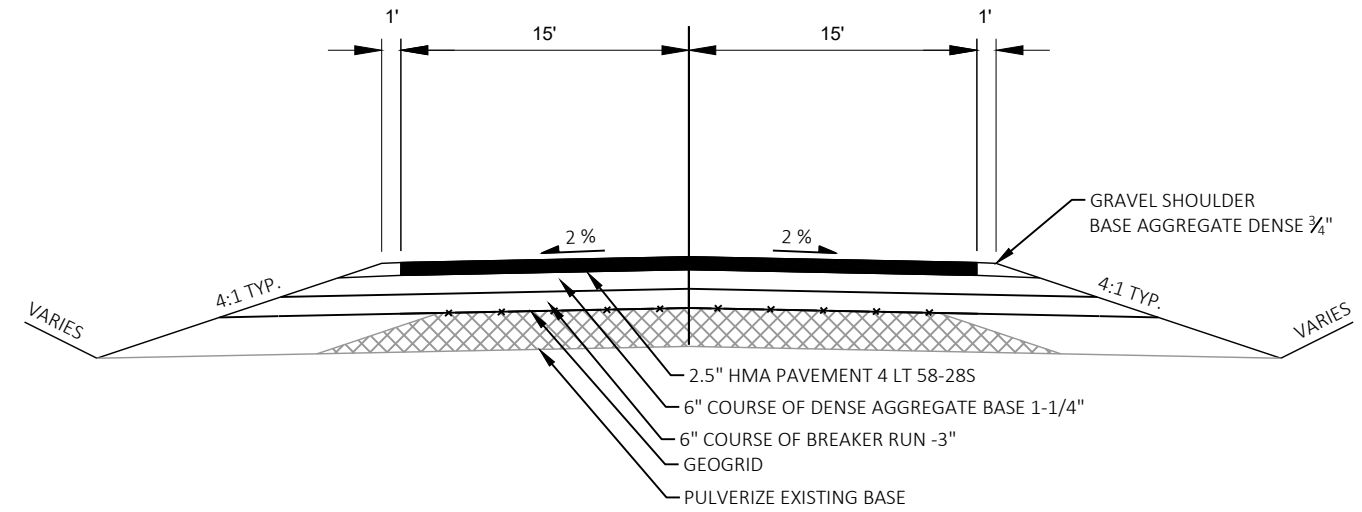 1'
15'
15'
1'
GRAVEL SHOULDER
BASE AGGREGATE DENSE ¾"
2 %
2 %
4:1 TYP.
4:1 TYP.
VARIES
VARIES
2.5" HMA PAVEMENT 4 LT 58-28S
6" COURSE OF DENSE AGGREGATE BASE 1-1/4"
6" COURSE OF BREAKER RUN -3"
GEOGRID
PULVERIZE EXISTING BASE